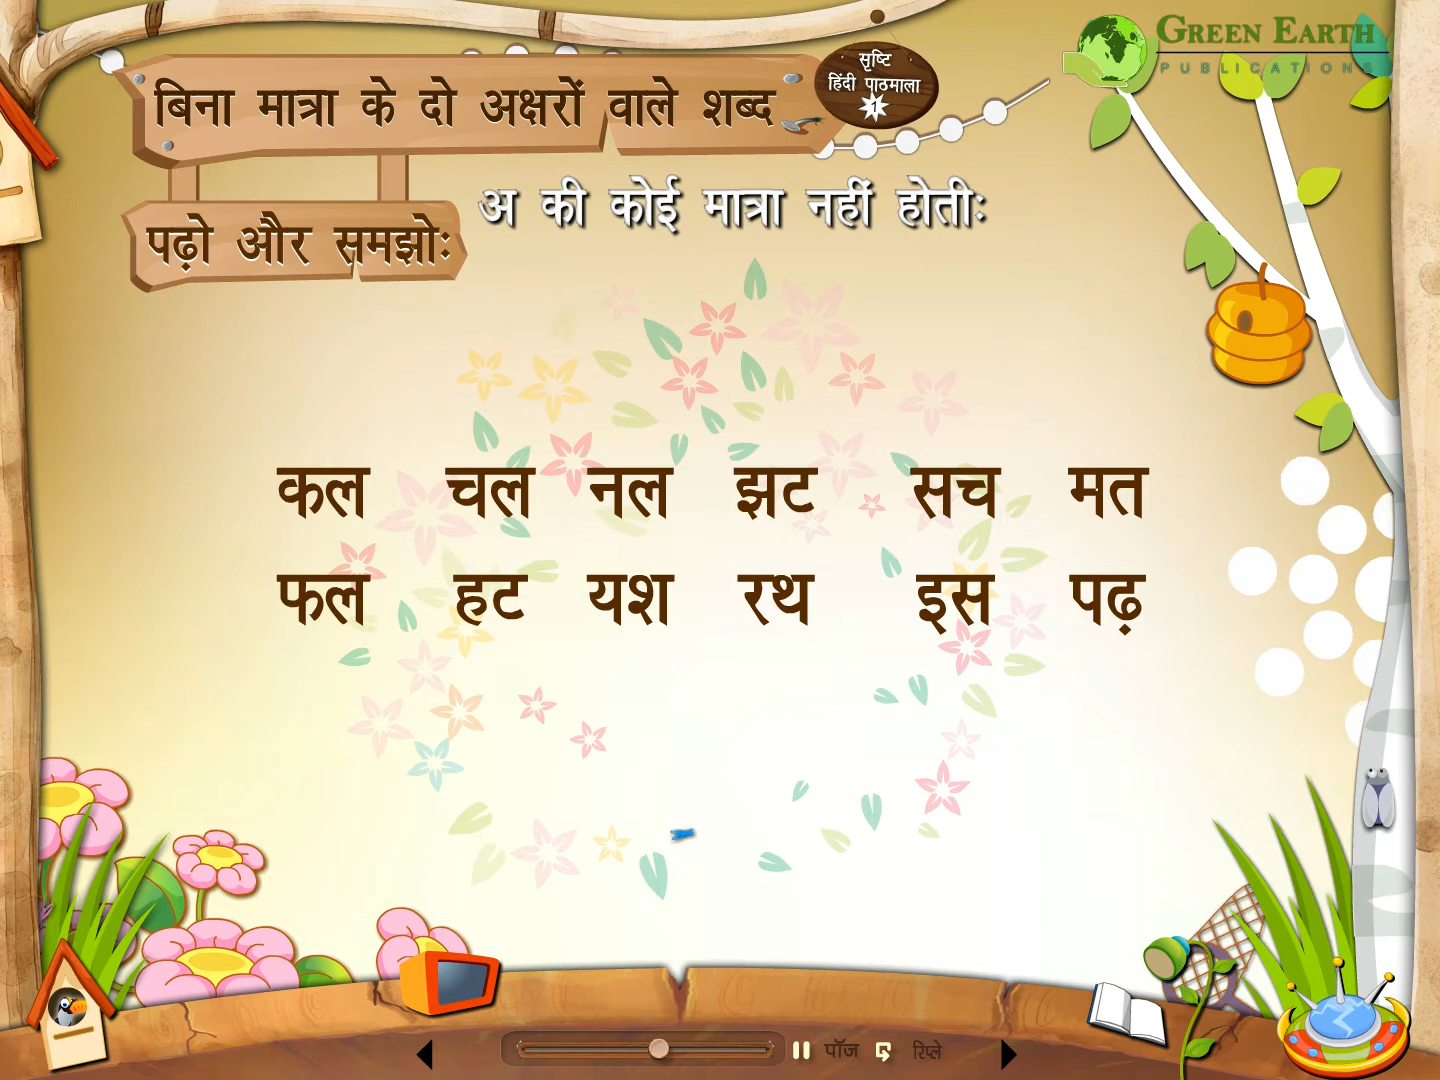 बिना मात्रा के दो अक्षरों वाले शब्द
सृष्टि
हिंदी पाठमाला
1
GREEN EARTH
PUBLICATIONS
अ की कोई मात्रा नहीं होतीः
पढ़ो और समझोः
कल चल नल झट सच मत
फल हट यश रथ इस पढ़
पॉज रिप्ले